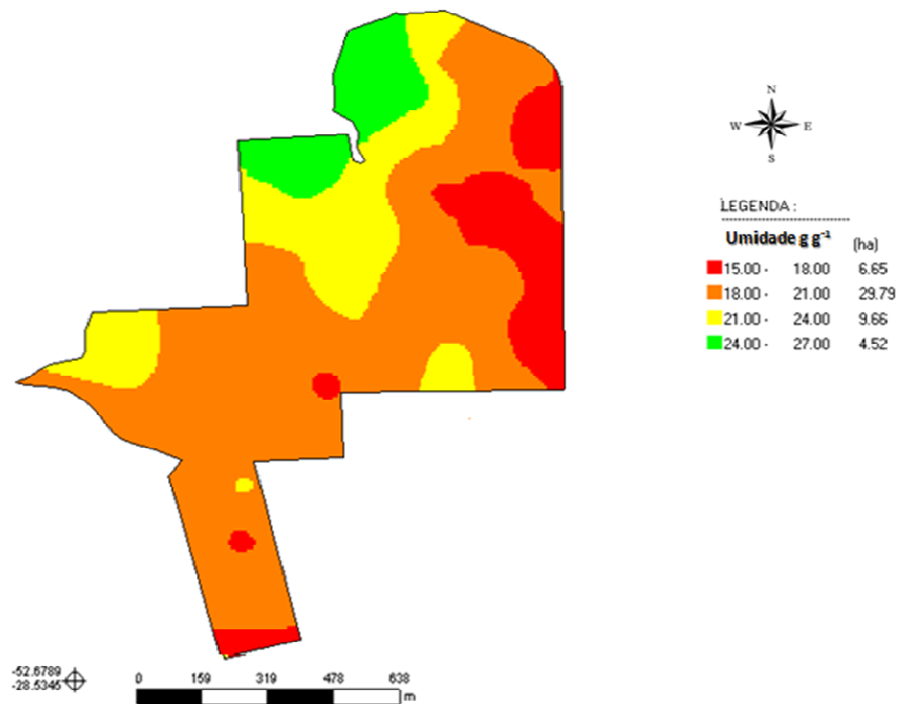 N
W E
S
LEGENDA :
Umidade g g⁻¹ (ha)
15.00 - 18.00 6.65
18.00 - 21.00 29.79
21.00 - 24.00 9.66
24.00 - 27.00 4.52
-52.6789
-28.5345
0 159 319 478 638
m